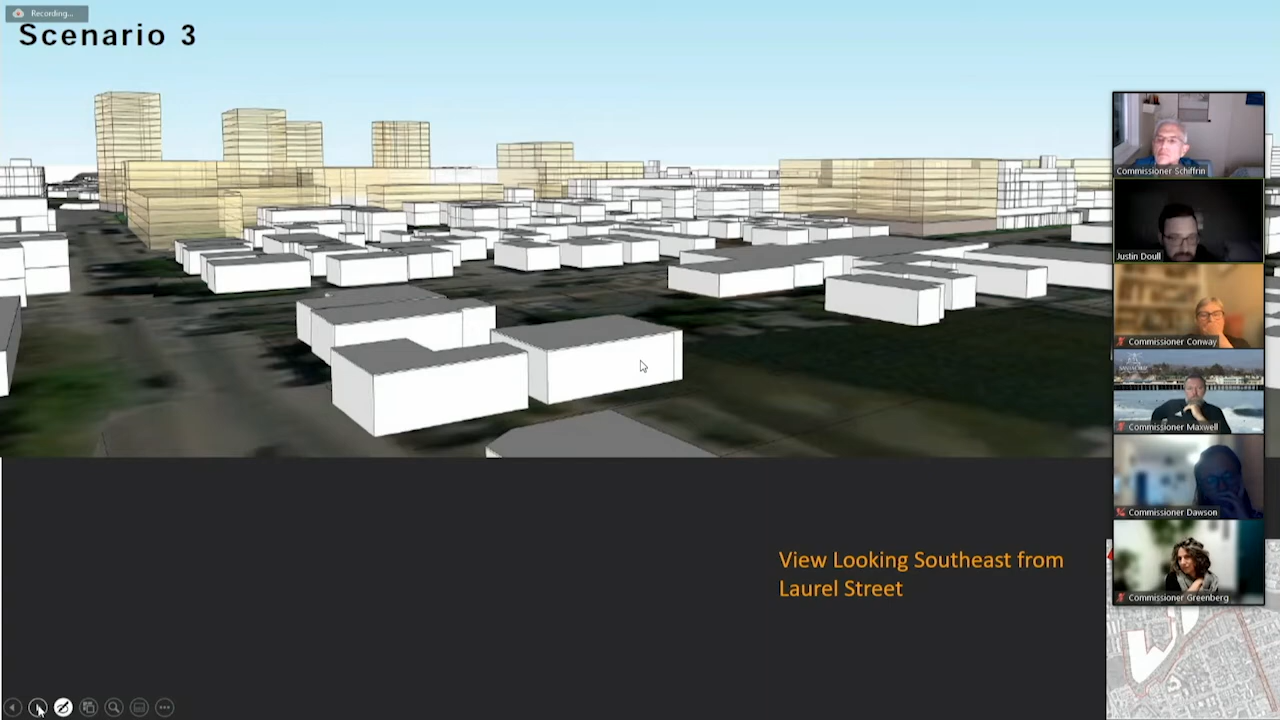 Recording...
Scenario 3
Commissioner Schiffrin
Justin Doull
Commissioner Conway
Commissioner Maxwell
Commissioner Dawson
Commissioner Greenberg
View Looking Southeast from
Laurel Street